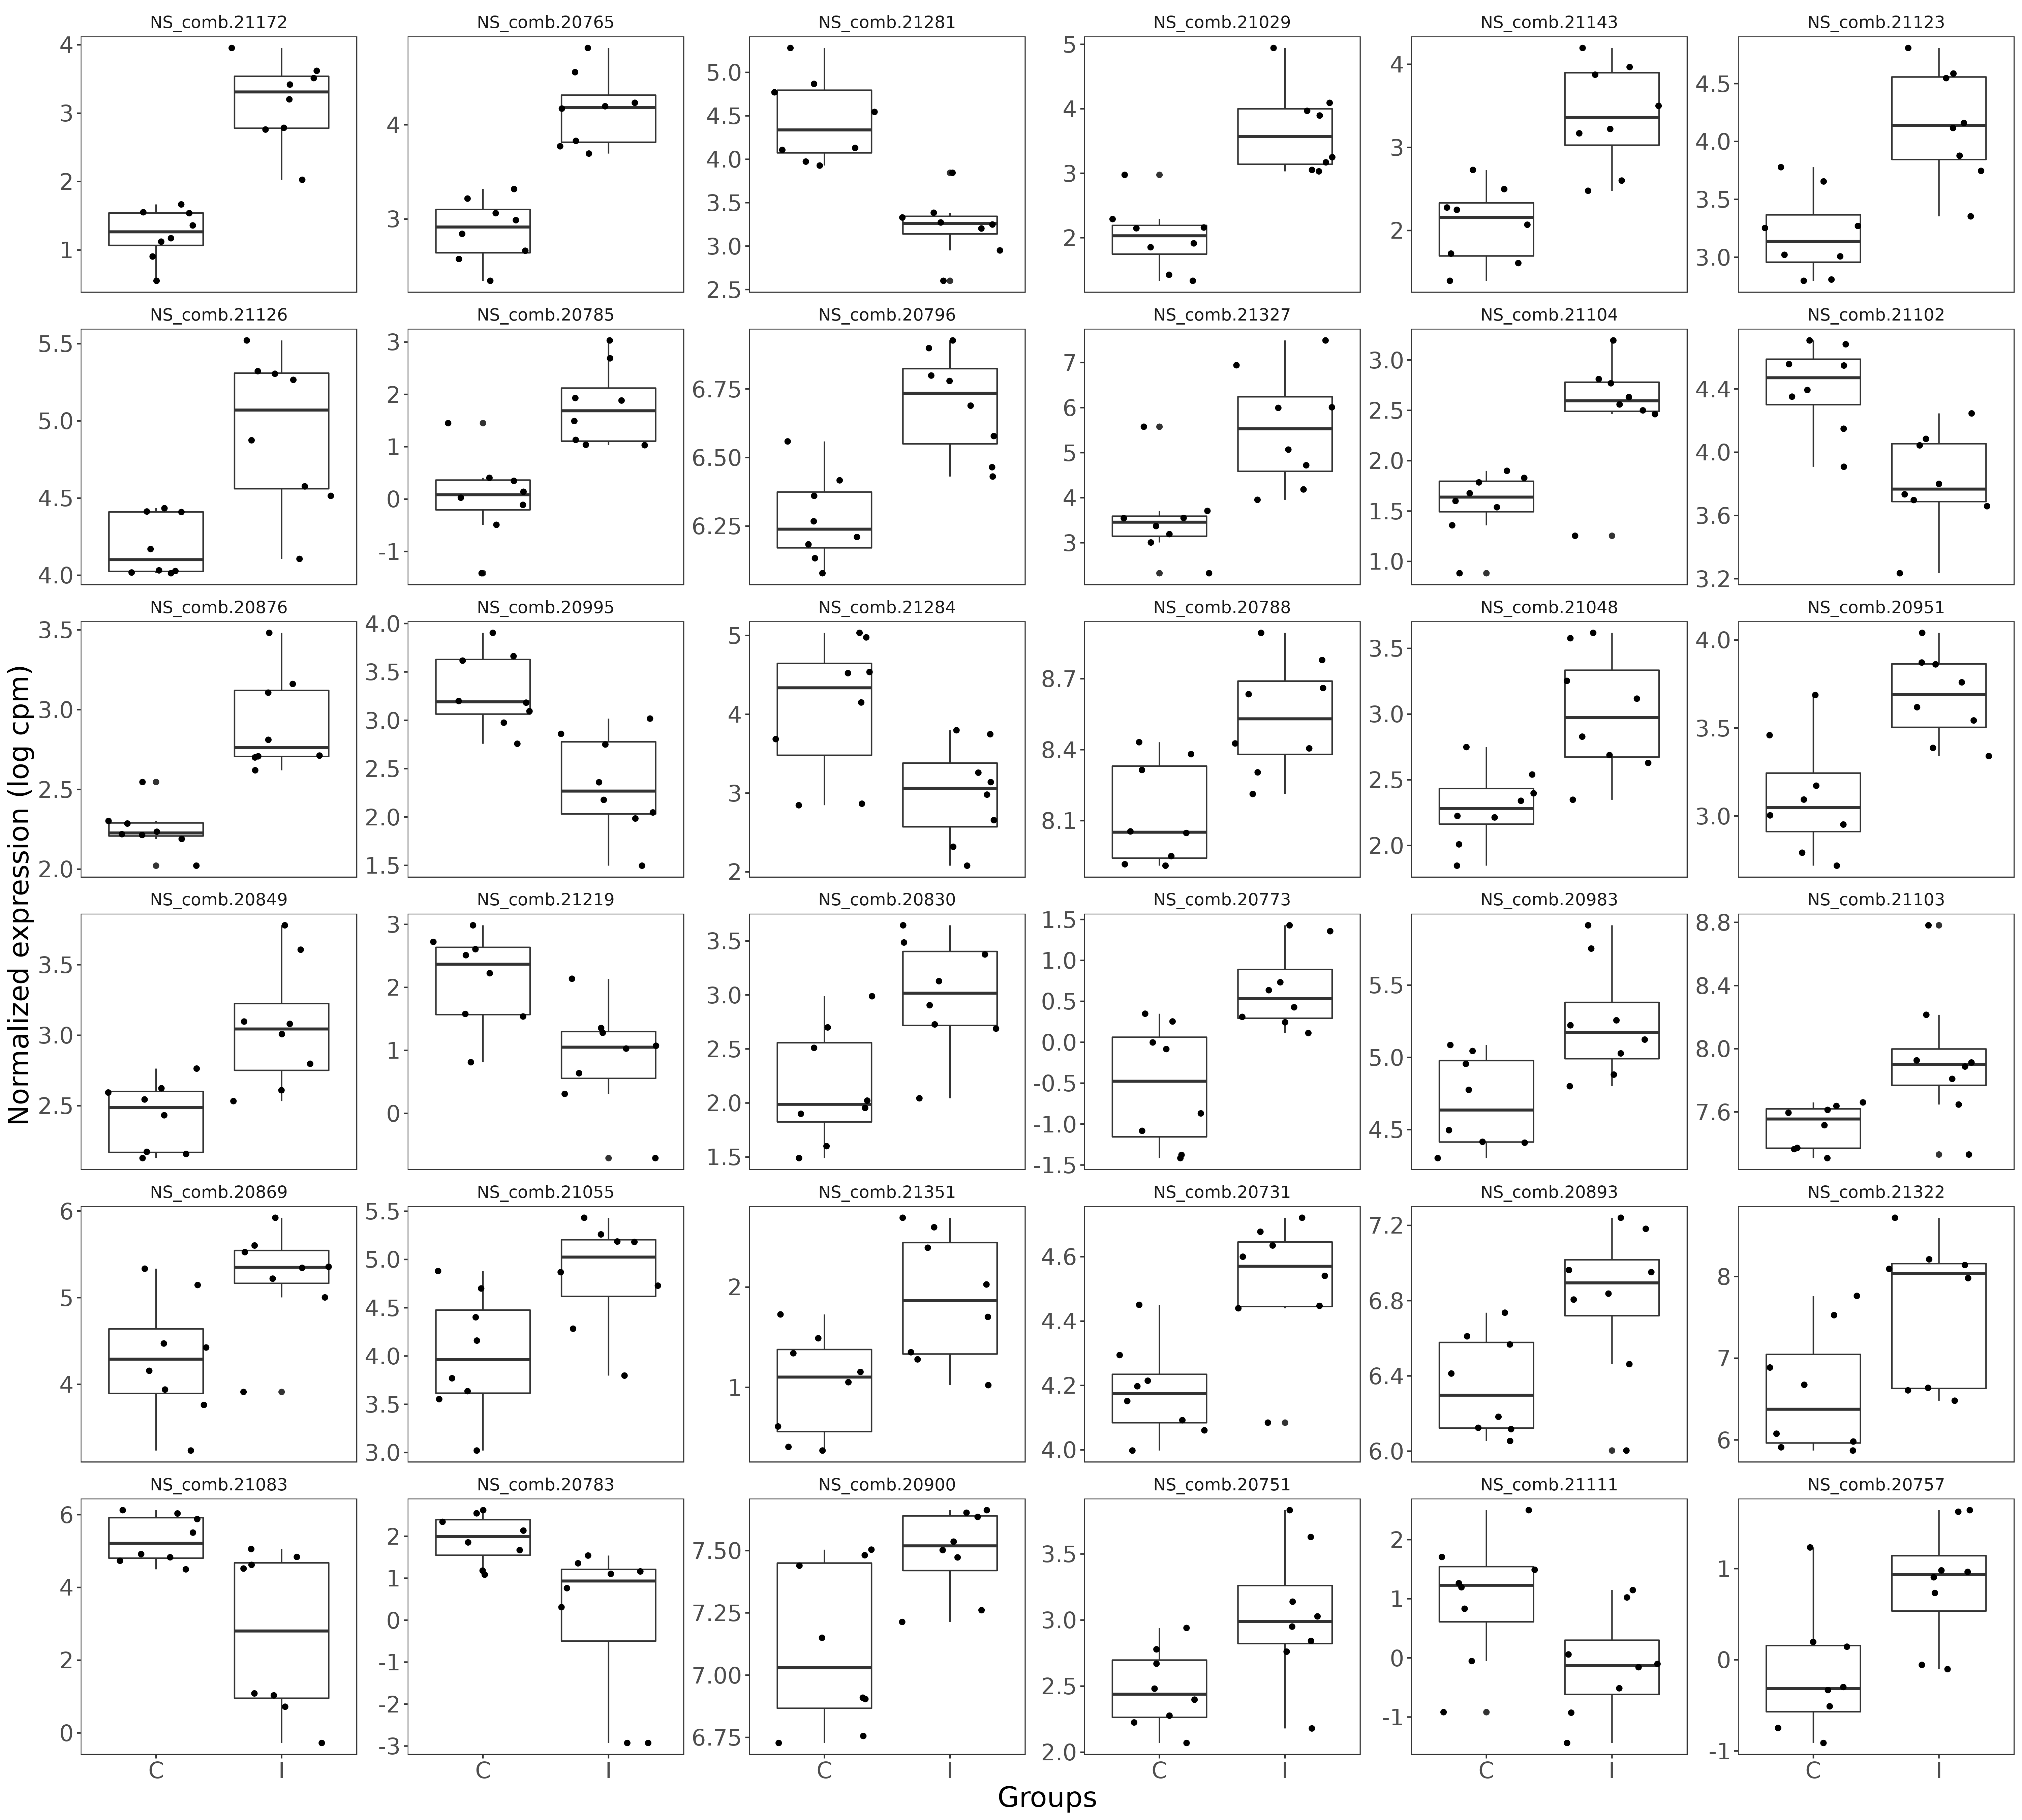 NS_comb.21172 NS_comb.20765 NS_comb.21281 NS_comb.21029 NS_comb.21143 NS_comb.21123
4 3 2 1
4 3
5.0 4.5 4.0 3.5 3.0 2.5
5 4 3 2
4 3 2
4.5 4.0 3.5 3.0
NS_comb.21126 NS_comb.20785 NS_comb.20796 NS_comb.21327 NS_comb.21104 NS_comb.21102
5.5 5.0 4.5 4.0
3 2 1 0 -1
6.75 6.50 6.25
7 6 5 4 3
3.0 2.5 2.0 1.5 1.0
4.4 4.0 3.6 3.2
NS_comb.20876 NS_comb.20995 NS_comb.21284 NS_comb.20788 NS_comb.21048 NS_comb.20951
3.5 3.0 2.5 2.0
4.0 3.5 3.0 2.5 2.0 1.5
5 4 3 2
8.7 8.4 8.1
3.5 3.0 2.5 2.0
4.0 3.5 3.0
Normalized expression (log cpm)
NS_comb.20849 NS_comb.21219 NS_comb.20830 NS_comb.20773 NS_comb.20983 NS_comb.21103
3.5 3.0 2.5
3 2 1 0
3.5 3.0 2.5 2.0 1.5
1.5 1.0 0.5 0.0 -0.5 -1.0 -1.5
5.5 5.0 4.5
8.8 8.4 8.0 7.6
NS_comb.20869 NS_comb.21055 NS_comb.21351 NS_comb.20731 NS_comb.20893 NS_comb.21322
6 5 4
5.5 5.0 4.5 4.0 3.5 3.0
2 1
4.6 4.4 4.2 4.0
7.2 6.8 6.4 6.0
8 7 6
NS_comb.21083 NS_comb.20783 NS_comb.20900 NS_comb.20751 NS_comb.21111 NS_comb.20757
6 4 2 0
2 1 0 -1 -2 -3
7.50 7.25 7.00 6.75
3.5 3.0 2.5 2.0
2 1 0 -1
1 0 -1
C I C I C I C I C I C I
Groups